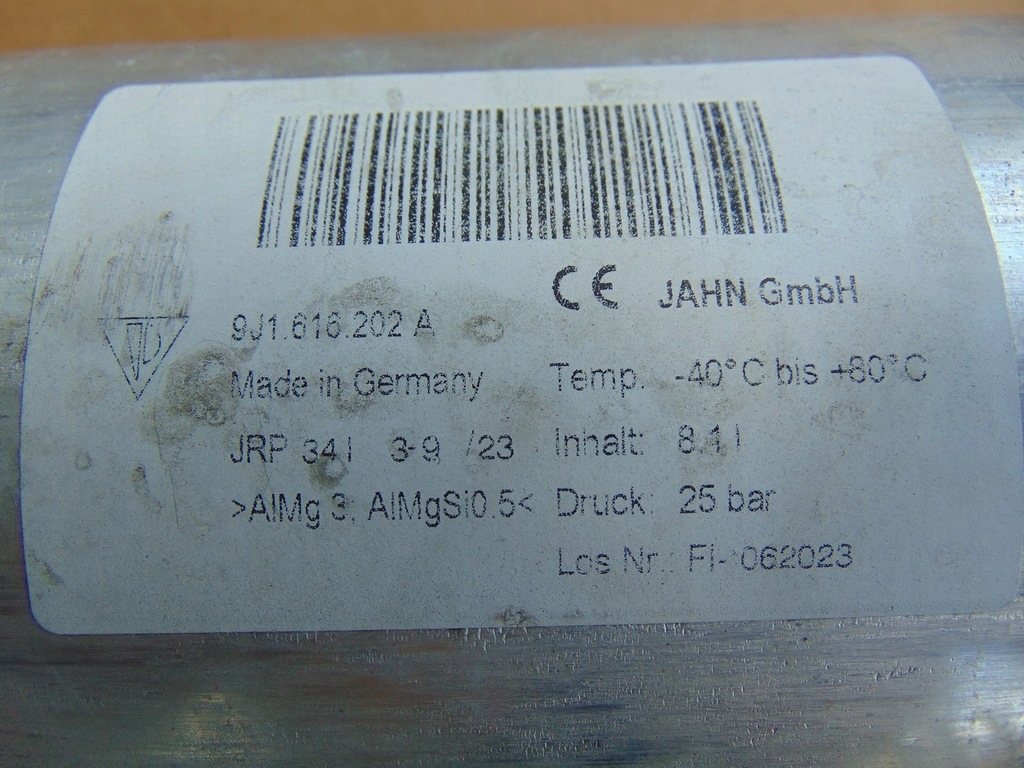 CE JAHN GmbH
9J1.616.202 A
Made in Germany
JRP 341 3-9 /23
>AlMg 3; AlMgSi0.5<
Temp. -40°C bis +80°C
Inhalt: 8.1 l
Druck: 25 bar
Los Nr.: FI-062023